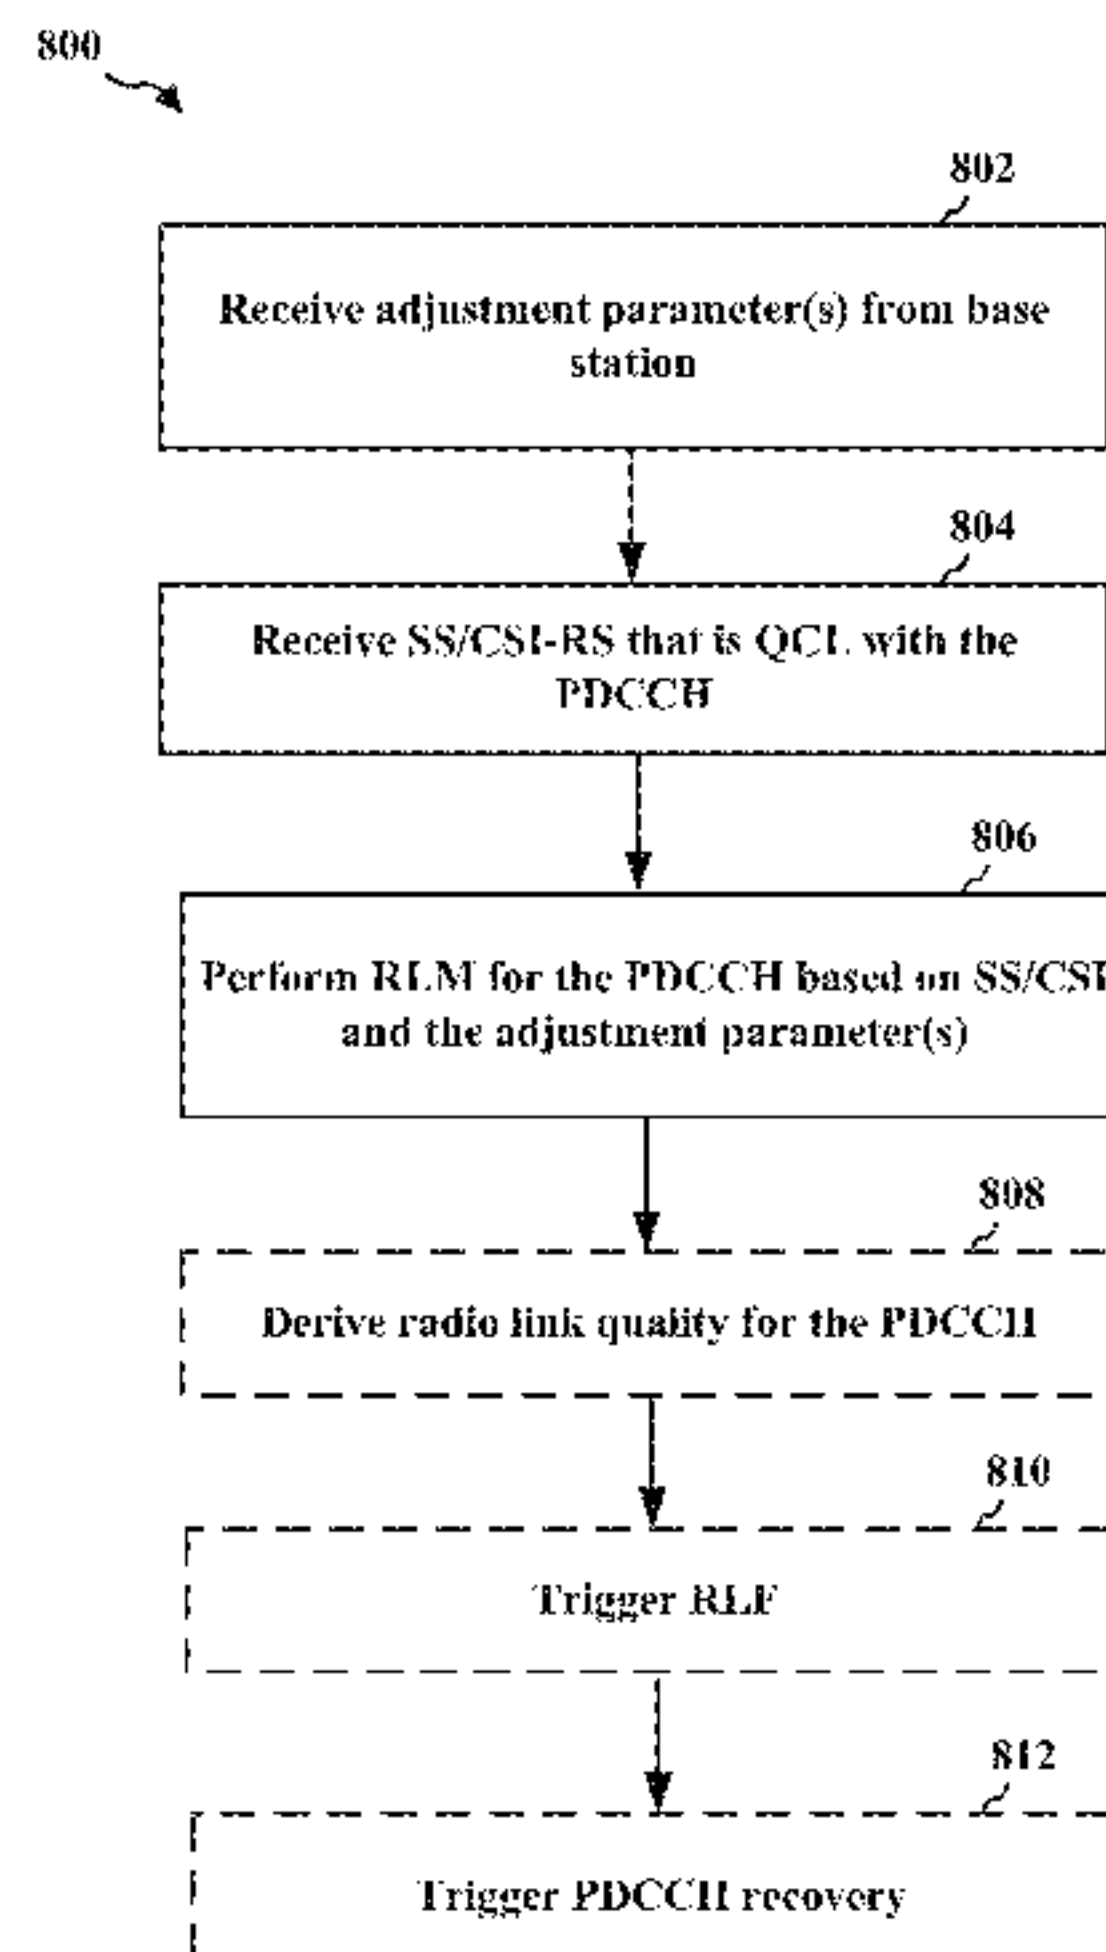 800
802
Receive adjustment parameter(s) from base
station
804
Receive SS/CSI-RS that is QCL with the
PDCCH
806
Perform RLM for the PDCCH based on SS/CSI
and the adjustment parameter(s)
808
Derive radio link quality for the PDCCH
810
Trigger RLF
812
Trigger PDCCH recovery